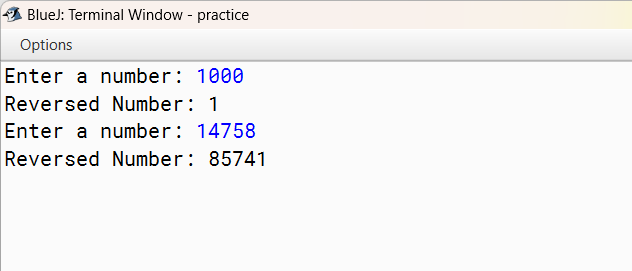 BlueJ: Terminal Window - practice
Options
Enter a number: 1000
Reversed Number: 1
Enter a number: 14758
Reversed Number: 85741